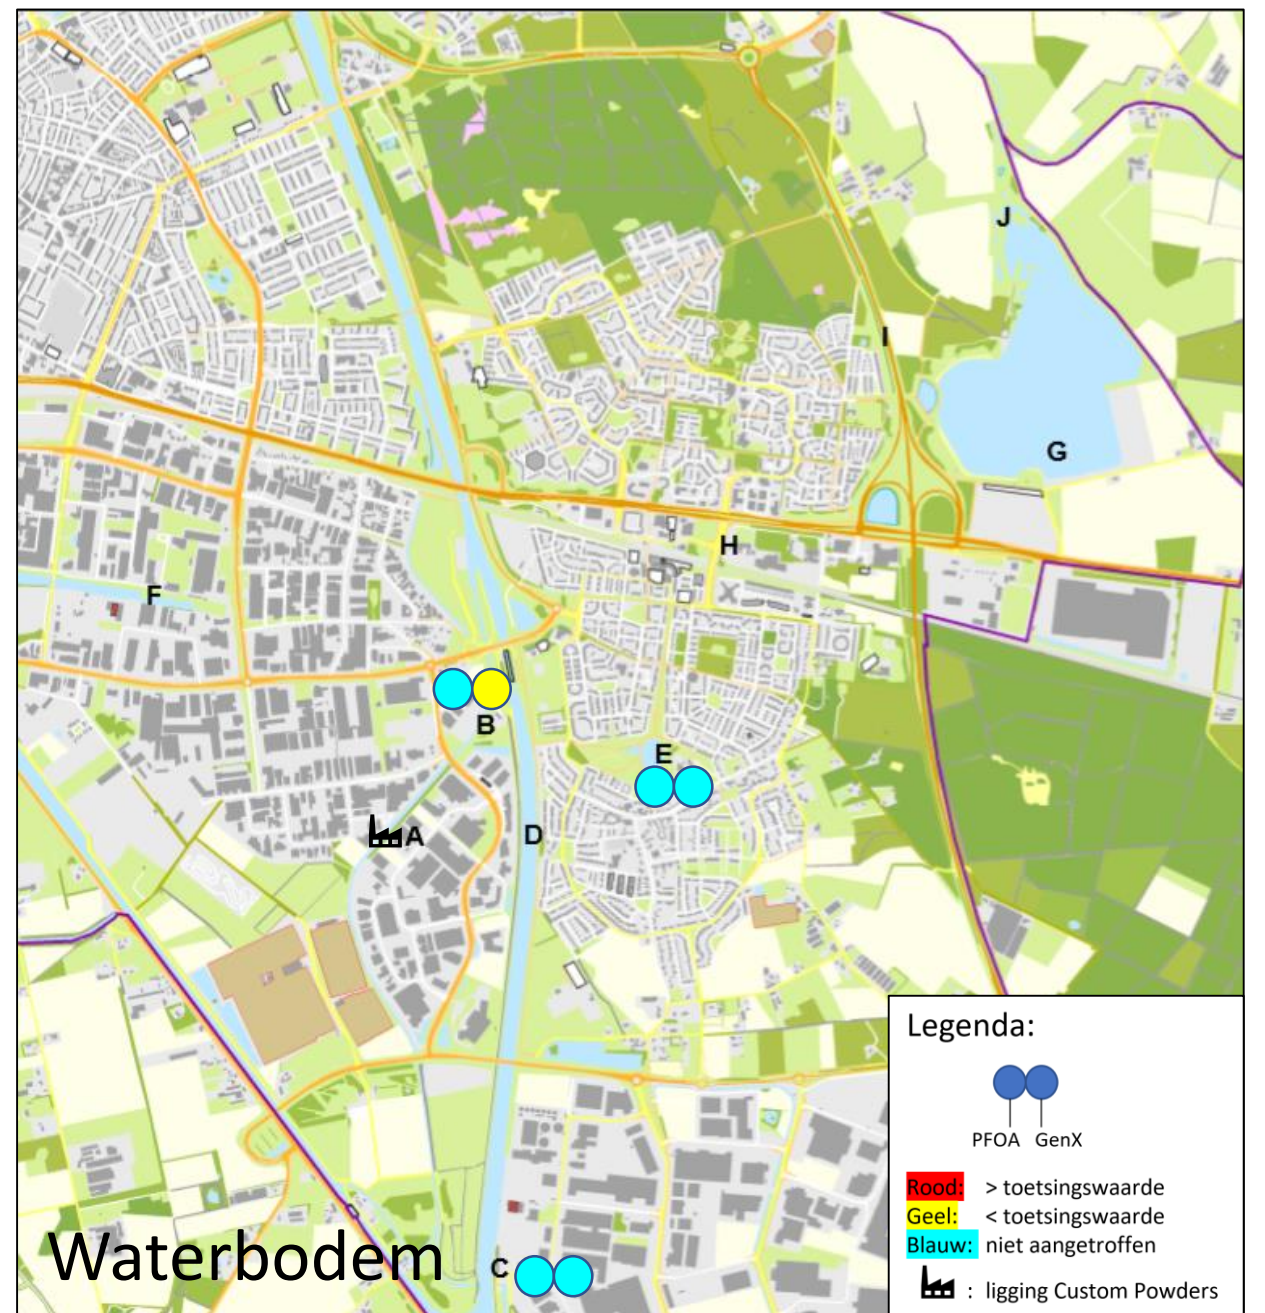 J
I
G
H
F
B
E
A
D
C
Waterbodem
Legenda:
PFOA GenX
Rood: > toetsingswaarde
Geel: < toetsingswaarde
Blauw: niet aangetroffen
: ligging Custom Powders